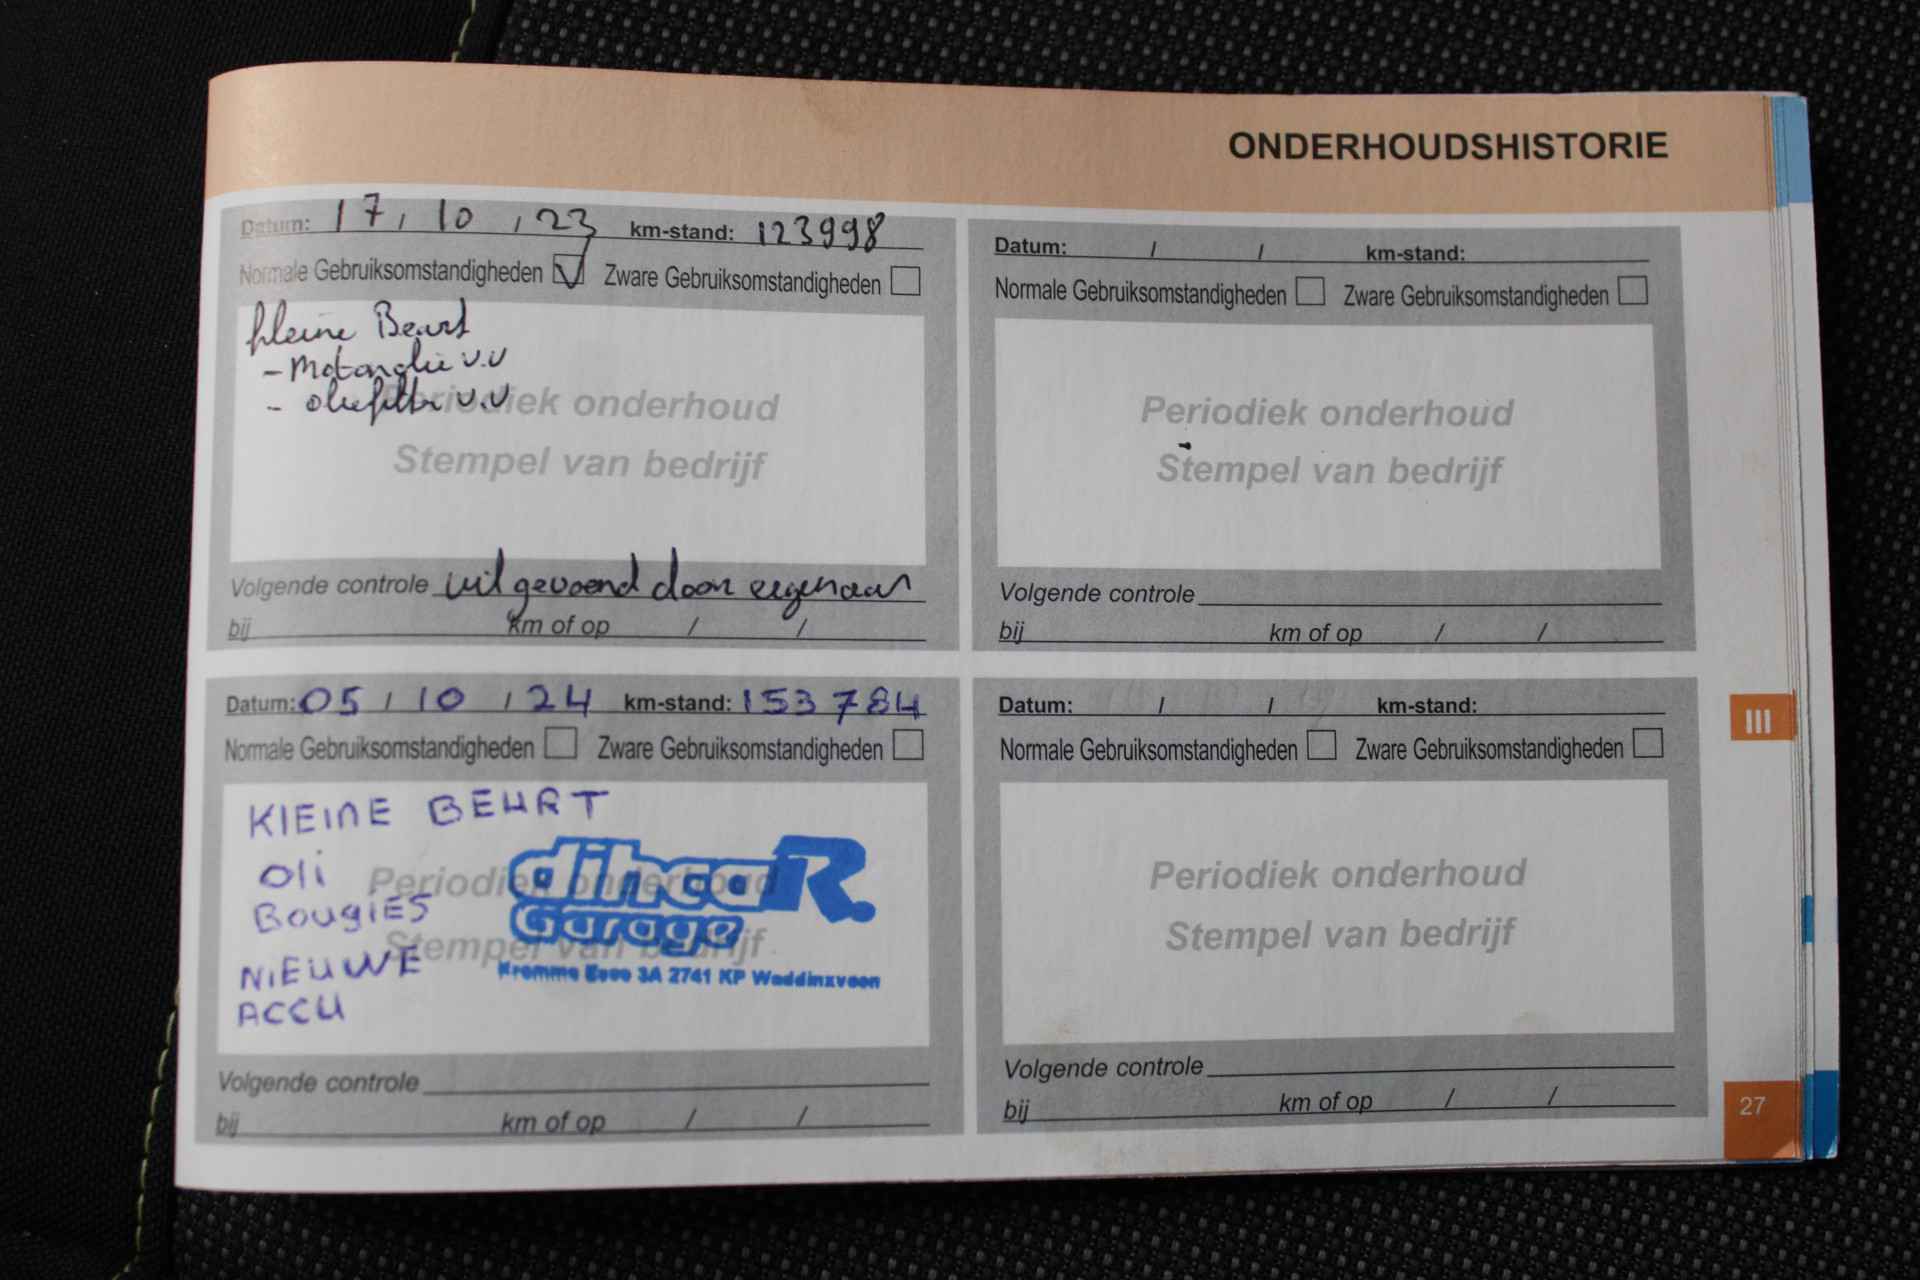 ONDERHOUDSHISTORIE
Datum: 17 / 10 / 23 km-stand: 123998
Normale Gebruiksomstandigheden Zware Gebruiksomstandigheden
kleine Beurt
- Motorolie v.v
- oliefilter v.v
Periodiek onderhoud
Stempel van bedrijf
Volgende controle uitgevoerd door eigenaar
bij km of op / /
Datum: 05 / 10 / 24 km-stand: 153784
Normale Gebruiksomstandigheden Zware Gebruiksomstandigheden
KlEINE BEURT
Oli
BOUGIES
NIEUWE
ACCU
Periodiek onderhoud
Stempel van bedrijf
dihcaR
Garage
3A 2741 KP Waddinxveen
Volgende controle
bij km of op / /
Datum: / / km-stand:
Normale Gebruiksomstandigheden Zware Gebruiksomstandigheden
Periodiek onderhoud
Stempel van bedrijf
Volgende controle
bij km of op / /
Datum: / / km-stand:
Normale Gebruiksomstandigheden Zware Gebruiksomstandigheden
Periodiek onderhoud
Stempel van bedrijf
Volgende controle
bij km of op / /
III
27